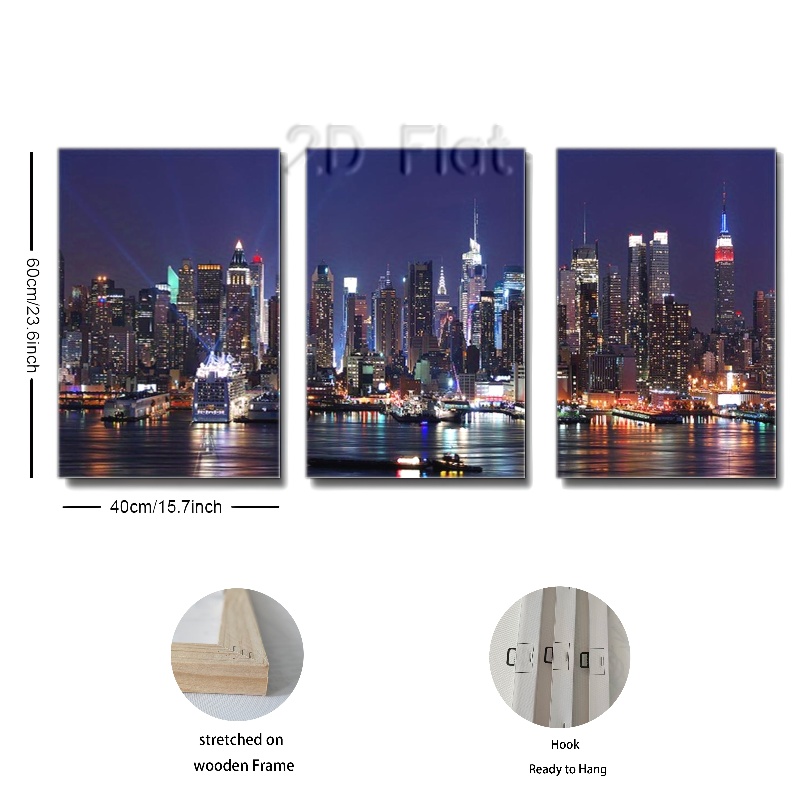 2D Flat
60cm/23.6inch
40cm/15.7inch
stretched on
wooden Frame
Hook
Ready to Hang